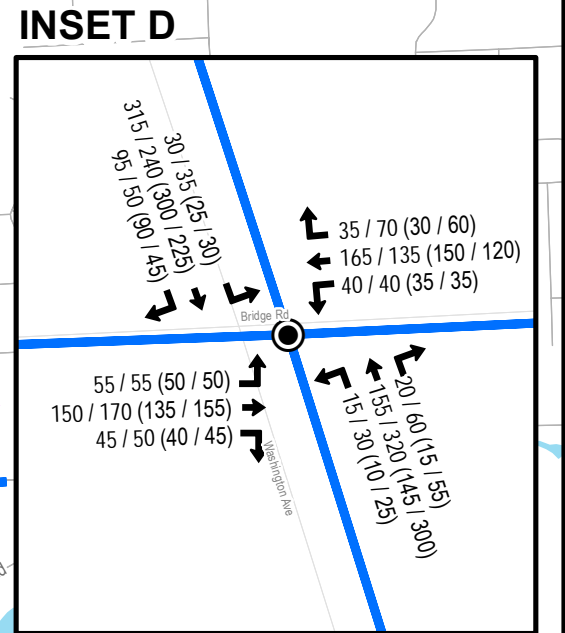 INSET D
30 / 35 (25 / 30)
315 / 240 (300 / 225)
95 / 50 (90 / 45)
35 / 70 (30 / 60)
165 / 135 (150 / 120)
40 / 40 (35 / 35)
Bridge Rd
55 / 55 (50 / 50)
150 / 170 (135 / 155)
45 / 50 (40 / 45)
Washington Ave
15 / 30 (10 / 25)
155 / 320 (145 / 300)
20 / 60 (15 / 55)